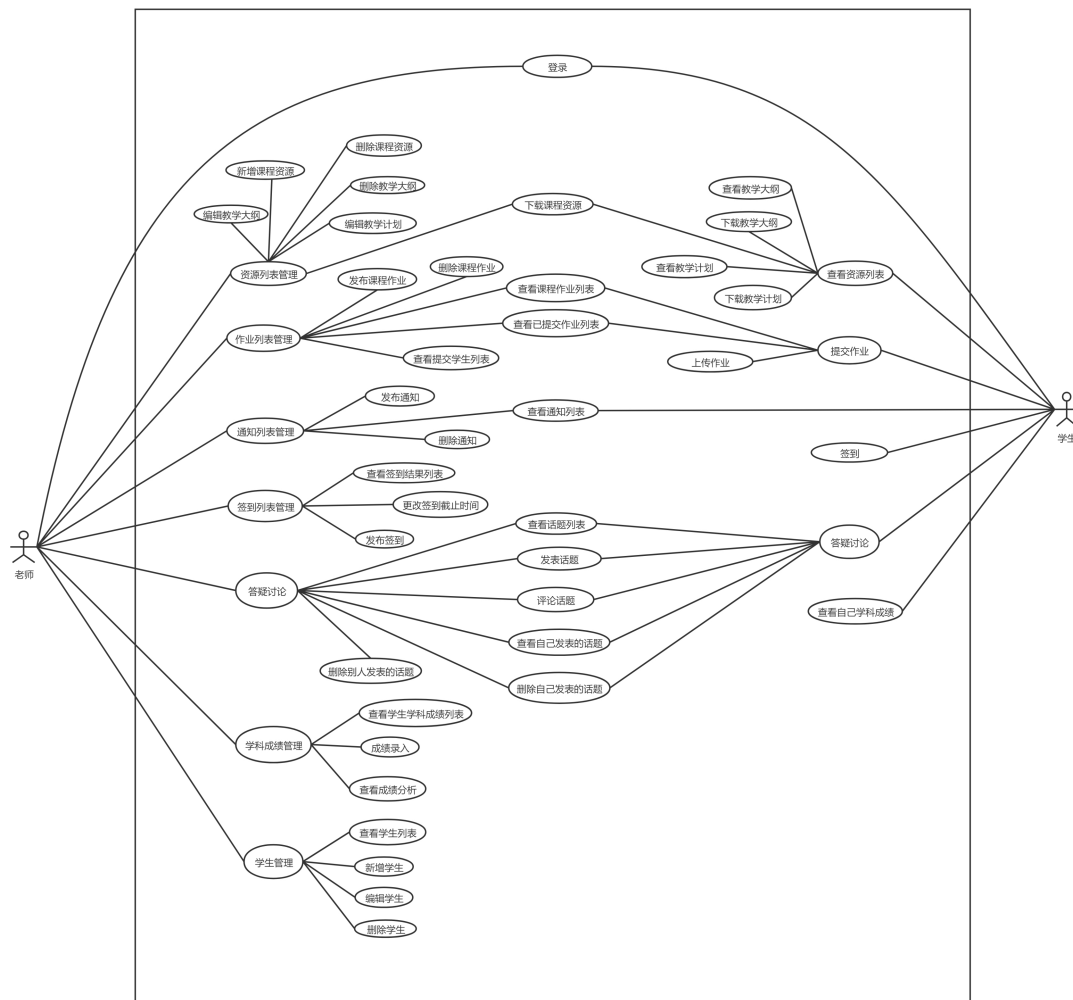 登录
删除课程资源
新增课程资源
删除教学大纲
编辑教学大纲
编辑教学计划
下载课程资源
查看教学大纲
下载教学大纲
查看教学计划
下载教学计划
资源列表管理
查看资源列表
发布课程作业
删除课程作业
查看课程作业列表
查看已提交作业列表
作业列表管理
查看提交学生列表
提交作业
上传作业
发布通知
查看通知列表
通知列表管理
删除通知
学生
签到
查看签到结果列表
签到列表管理
更改签到截止时间
发布签到
查看话题列表
答疑讨论
发表话题
老师
答疑讨论
评论话题
查看自己学科成绩
查看自己发表的话题
删除别人发表的话题
删除自己发表的话题
查看学生学科成绩列表
学科成绩管理
成绩录入
查看成绩分析
查看学生列表
学生管理
新增学生
编辑学生
删除学生